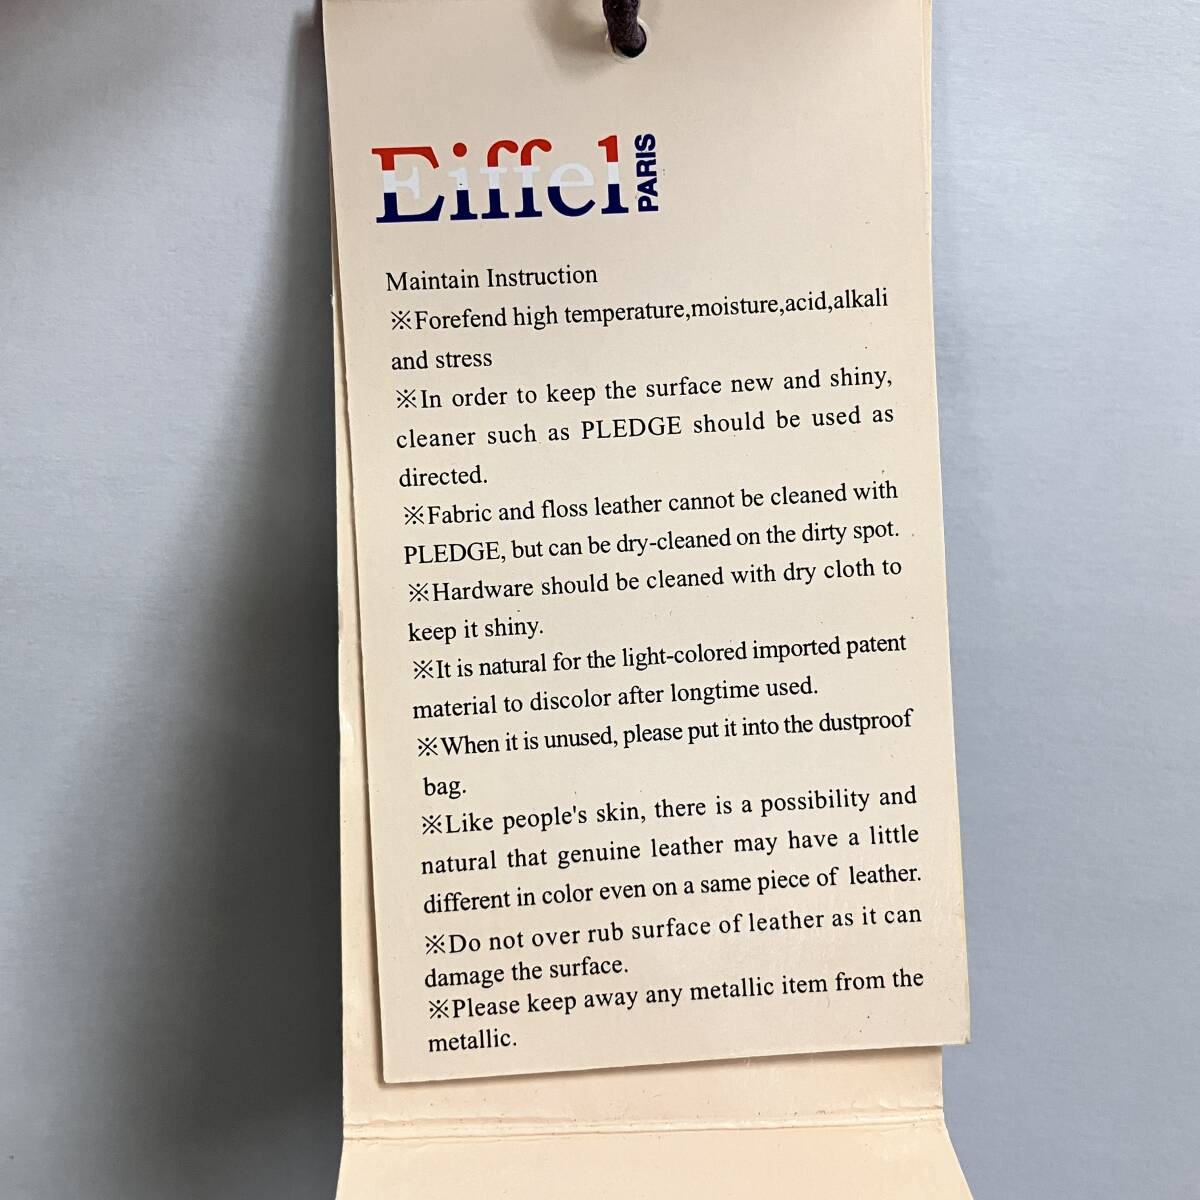 Eiffel PARIS
Maintain Instruction
※Forefend high temperature,moisture,acid,alkali
and stress
※In order to keep the surface new and shiny,
cleaner such as PLEDGE should be used as
directed.
※Fabric and floss leather cannot be cleaned with
PLEDGE, but can be dry-cleaned on the dirty spot.
※Hardware should be cleaned with dry cloth to
keep it shiny.
※It is natural for the light-colored imported patent
material to discolor after longtime used.
※When it is unused, please put it into the dustproof
bag.
※Like people's skin, there is a possibility and
natural that genuine leather may have a little
different in color even on a same piece of leather.
※Do not over rub surface of leather as it can
damage the surface.
※Please keep away any metallic item from the
metallic.